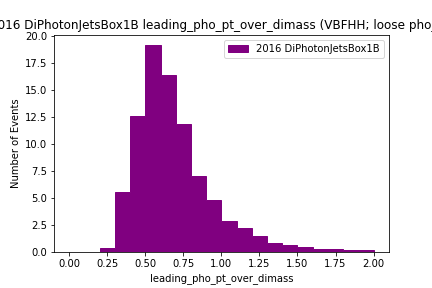 2016 DiPhotonJetsBox1B leading_pho_pt_over_dimass (VBFHH; loose pho_
20.0
17.5
15.0
12.5
10.0
7.5
5.0
2.5
0.0
Number of Events
2016 DiPhotonJetsBox1B
0.00 0.25 0.50 0.75 1.00 1.25 1.50 1.75 2.00
leading_pho_pt_over_dimass